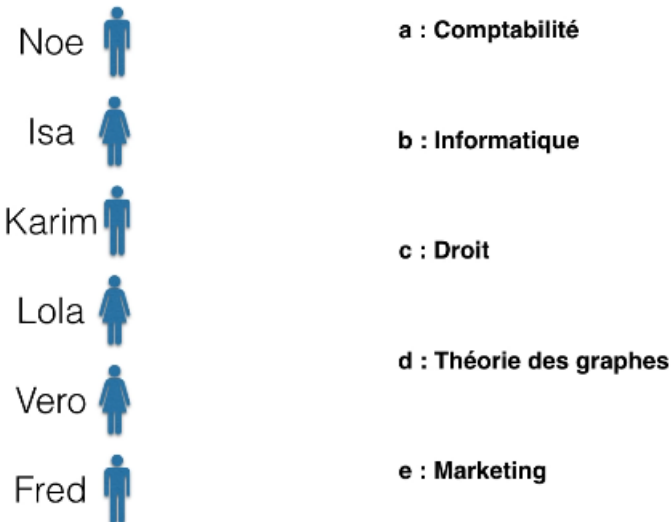 Noe
a : Comptabilité
Isa
b : Informatique
Karim
c : Droit
Lola
d : Théorie des graphes
Vero
e : Marketing
Fred